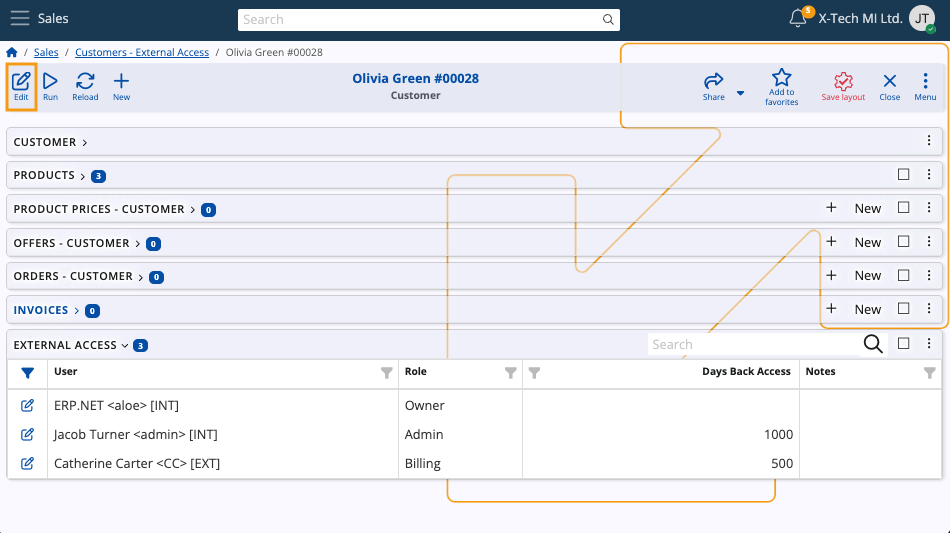 Sales
Search
5
X-Tech MI Ltd.
JT
/ Sales / Customers - External Access / Olivia Green #00028
Edit
Run
Reload
New
Olivia Green #00028
Customer
Share
Add to
favorites
Save layout
Close
Menu
CUSTOMER
PRODUCTS 3
PRODUCT PRICES - CUSTOMER 0 New
OFFERS - CUSTOMER 0 New
ORDERS - CUSTOMER 0 New
INVOICES 0 New
EXTERNAL ACCESS 3 Search
User Role Days Back Access Notes
ERP.NET <aloe> [INT] Owner
Jacob Turner <admin> [INT] Admin 1000
Catherine Carter <CC> [EXT] Billing 500